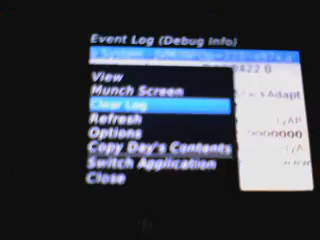 Event Log (Debug Info)
View
Munch Screen
Clear Log
Refresh
Options
Copy Day's Contents
Switch Application
Close